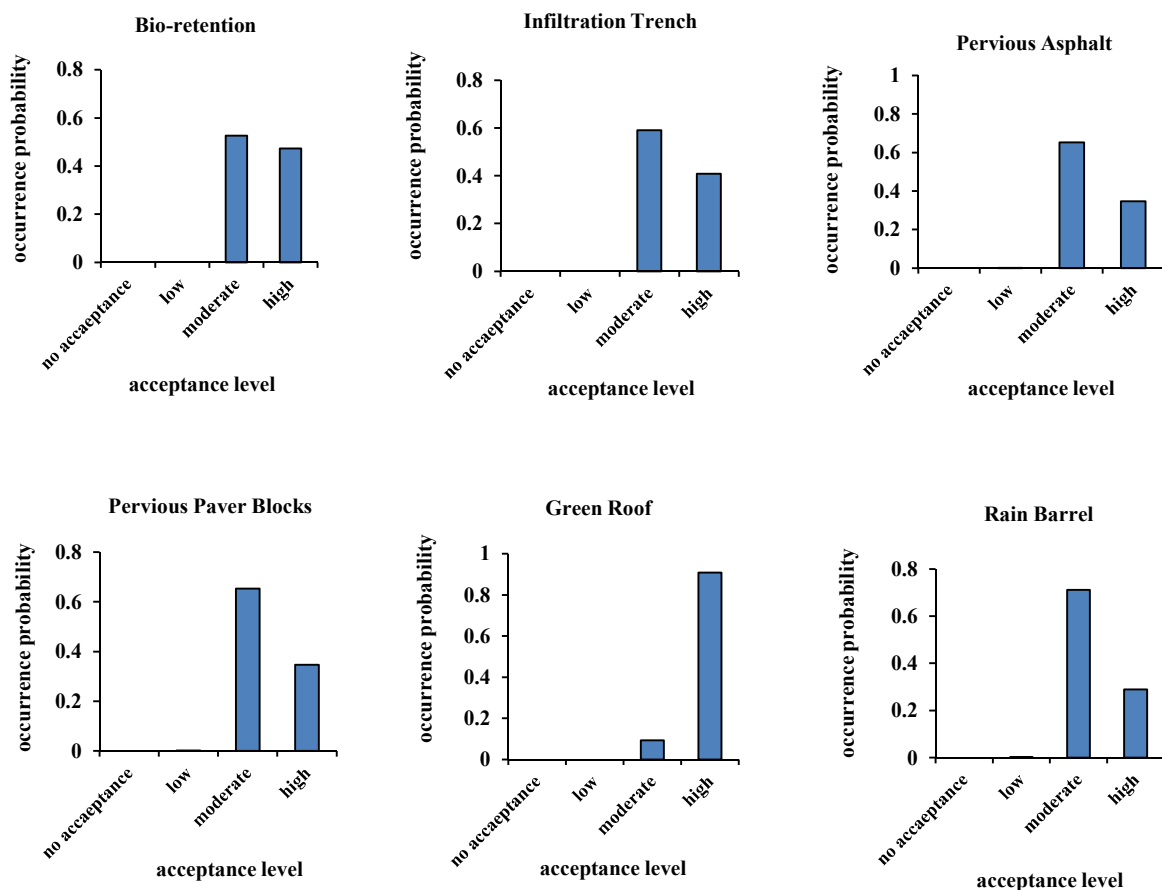 Bio-retention
occurrence probability
0.8
0.6
0.4
0.2
0
no accaeptance
low
moderate
high
acceptance level
Infiltration Trench
occurrence probability
0.8
0.6
0.4
0.2
0
no accaeptance
low
moderate
high
acceptance level
Pervious Asphalt
occurrence probability
1
0.8
0.6
0.4
0.2
0
no accaeptance
low
moderate
high
acceptance level
Pervious Paver Blocks
occurrence probability
0.8
0.6
0.4
0.2
0
no accaeptance
low
moderate
high
acceptance level
Green Roof
occurrence probability
1
0.8
0.6
0.4
0.2
0
no accaeptance
low
moderate
high
acceptance level
Rain Barrel
occurrence probability
0.8
0.6
0.4
0.2
0
no accaeptance
low
moderate
high
acceptance level